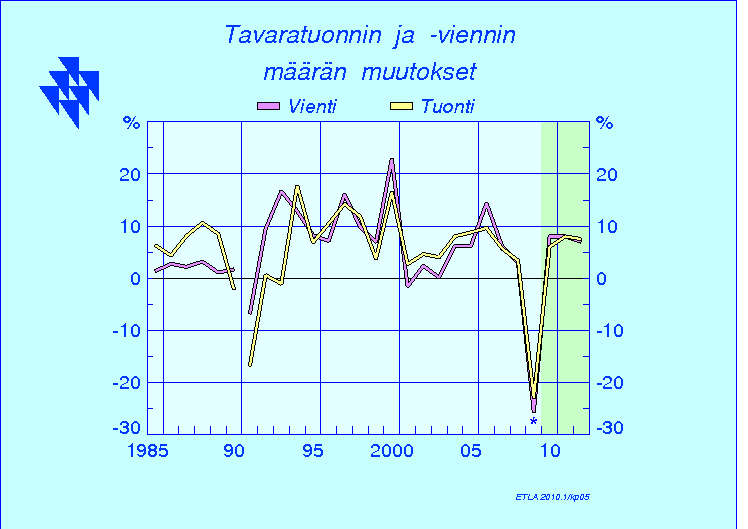 Tavaratuonnin ja -viennin
määrän muutokset
Vienti Tuonti
% %
20 20
10 10
0 0
-10 -10
-20 -20
-30 -30
*
1985 90 95 2000 05 10
ETLA 2010.1/kp05